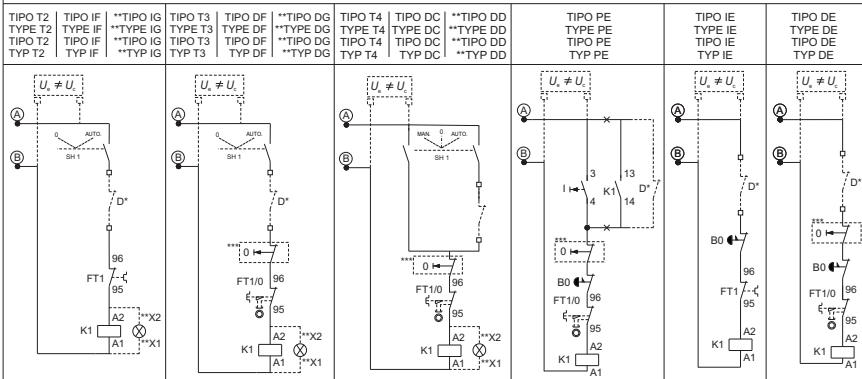 TIPO T2 | TIPO IF | **TIPO IG
TYPE T2 | TYPE IF | **TYPE IG
TIPO T2 | TIPO IF | **TIPO IG
TYP T2 | TYP IF | **TYP IG
Uₑ ≠ U꜀
A
0 AUTO.
B
SH 1
D*
96
FT1
95
A2 **X2
K1
A1 **X1
TIPO T3 | TIPO DF | **TIPO DG
TYPE T3 | TYPE DF | **TYPE DG
TIPO T3 | TIPO DF | **TIPO DG
TYP T3 | TYP DF | **TYP DG
Uₑ ≠ U꜀
A
0 AUTO.
B
SH 1
D*
***
0
96
FT1/0
95
O
A2 **X2
K1
A1 **X1
TIPO T4 | TIPO DC | **TIPO DD
TYPE T4 | TYPE DC | **TYPE DD
TIPO T4 | TIPO DC | **TIPO DD
TYP T4 | TYP DC | **TYP DD
Uₑ ≠ U꜀
A
MAN. 0 AUTO.
B
SH 1
***
0
96
FT1/0
95
O
A2 **X2
K1
A1 **X1
TIPO PE
TYPE PE
TIPO PE
TYP PE
Uₑ ≠ U꜀
A
B
3 13
I K1 D*
4 14
***
0
B0
96
FT1/0
95
O
A2
K1
A1
TIPO IE
TYPE IE
TIPO IE
TYP IE
Uₑ ≠ U꜀
A
B
D*
B0
96
FT1
95
A2
K1
A1
TIPO DE
TYPE DE
TIPO DE
TYP DE
Uₑ ≠ U꜀
A
B
D*
***
0
B0
96
FT1/0
95
O
A2
K1
A1